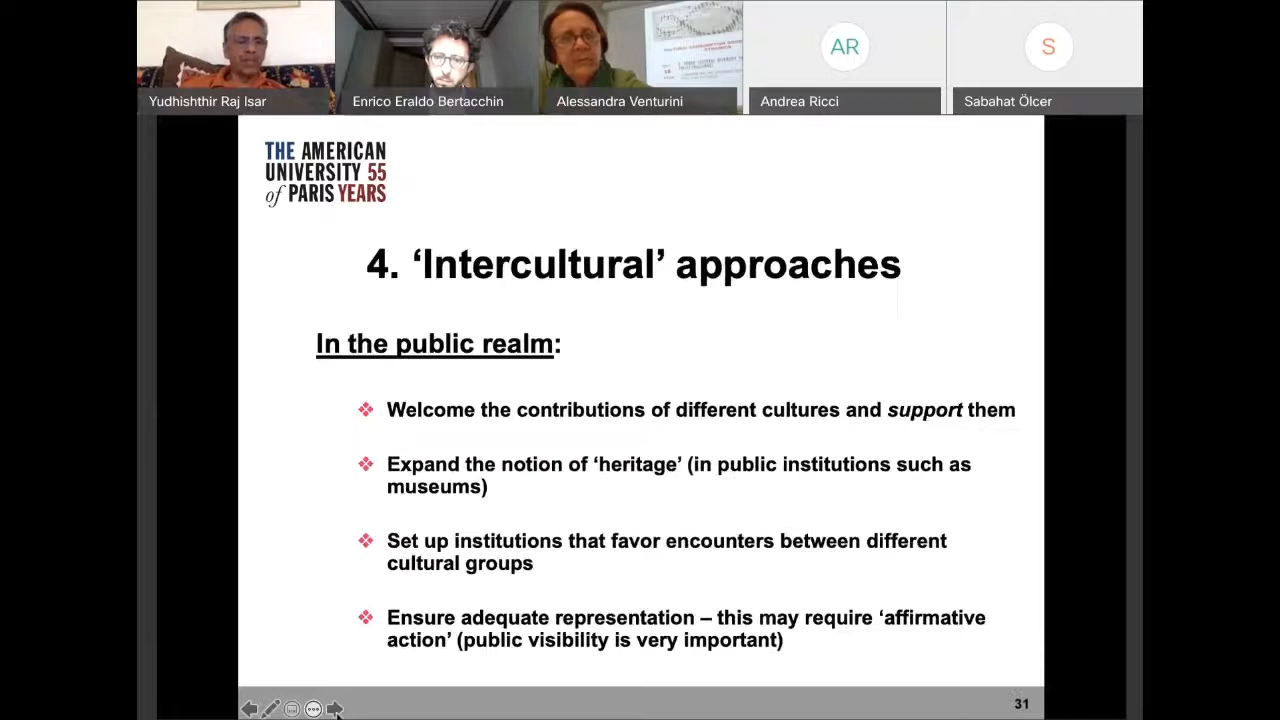 Yudhishthir Raj Isar
Enrico Eraldo Bertacchin
Alessandra Venturini
AR
Andrea Ricci
S
Sabahat Ölcer
THE AMERICAN
UNIVERSITY 55
of PARIS YEARS
4. ‘Intercultural’ approaches
In the public realm:
❖ Welcome the contributions of different cultures and support them
❖ Expand the notion of ‘heritage’ (in public institutions such as
museums)
❖ Set up institutions that favor encounters between different
cultural groups
❖ Ensure adequate representation – this may require ‘affirmative
action’ (public visibility is very important)
31